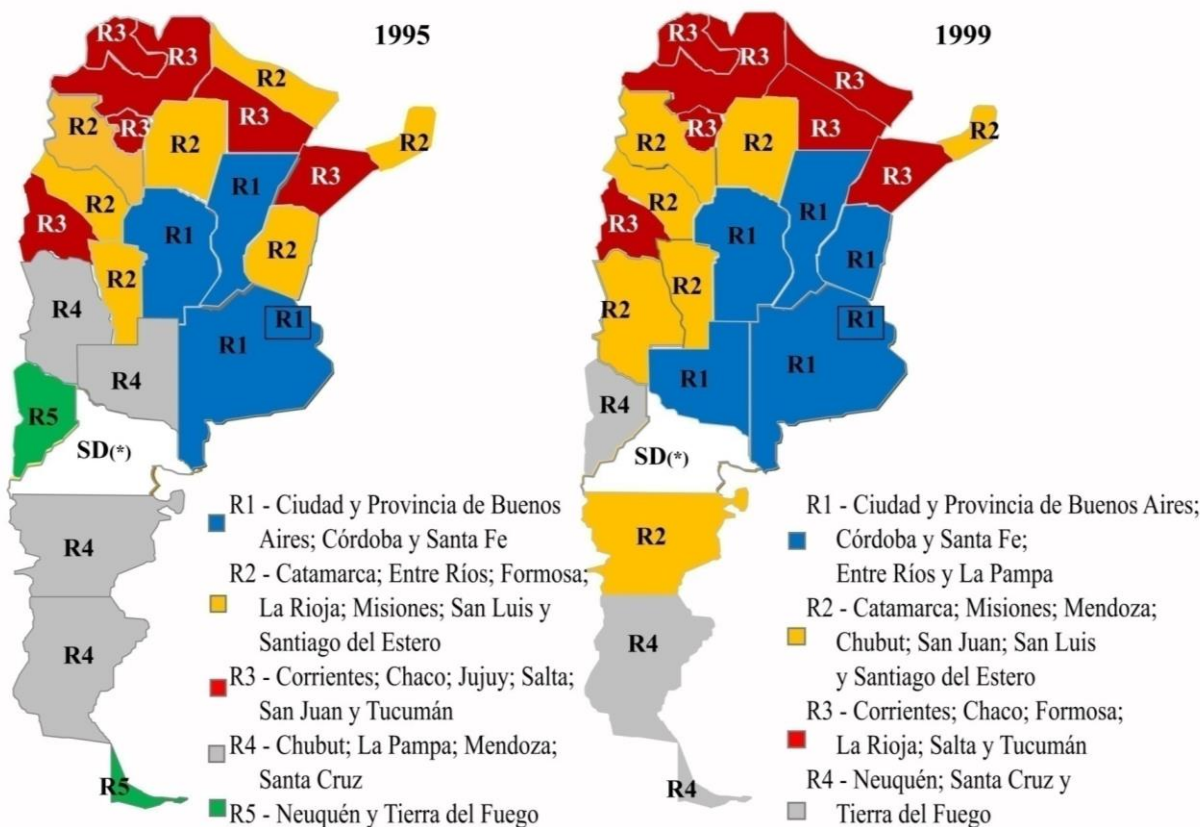 1995
R3
R3
R2
R2
R3
R2
R3
R2
R1
R3
R2
R3
R1
R2
R2
R4
R1
R1
R4
R5
SD(*)
R4
R4
R5
R1 - Ciudad y Provincia de Buenos
Aires; Córdoba y Santa Fe
R2 - Catamarca; Entre Ríos; Formosa;
La Rioja; Misiones; San Luis y
Santiago del Estero
R3 - Corrientes; Chaco; Jujuy; Salta;
San Juan y Tucumán
R4 - Chubut; La Pampa; Mendoza;
Santa Cruz
R5 - Neuquén y Tierra del Fuego
1999
R3
R3
R3
R2
R2
R3
R2
R3
R3
R2
R1
R3
R1
R1
R2
R2
R1
R1
R1
R4
SD(*)
R2
R4
R4
R1 - Ciudad y Provincia de Buenos Aires;
Córdoba y Santa Fe;
Entre Ríos y La Pampa
R2 - Catamarca; Misiones; Mendoza;
Chubut; San Juan; San Luis
y Santiago del Estero
R3 - Corrientes; Chaco; Formosa;
La Rioja; Salta y Tucumán
R4 - Neuquén; Santa Cruz y
Tierra del Fuego